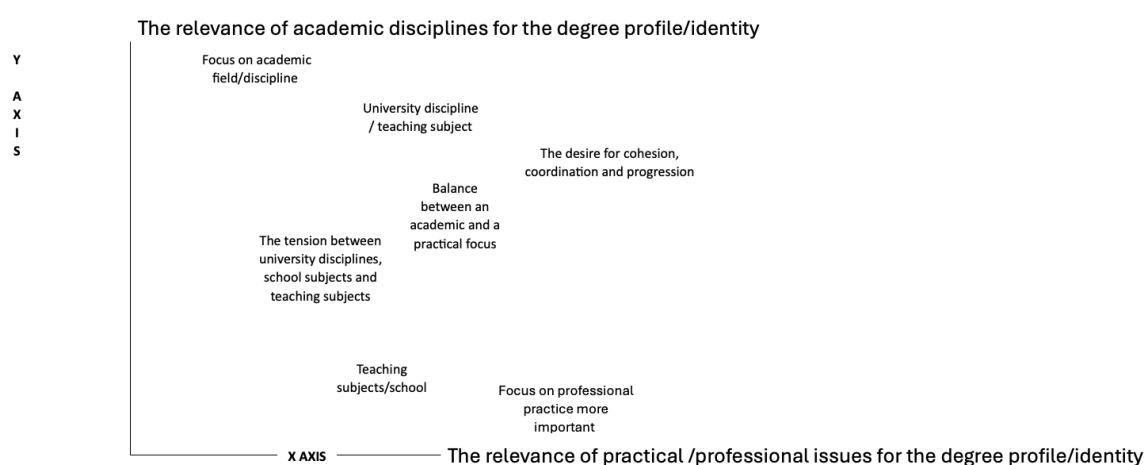 The relevance of academic disciplines for the degree profile/identity
Y
A
X
I
S
Focus on academic
field/discipline
University discipline
/ teaching subject
The desire for cohesion,
coordination and progression
Balance
between an
academic and a
practical focus
The tension between
university disciplines,
school subjects and
teaching subjects
Teaching
subjects/school
Focus on professional
practice more
important
X AXIS
The relevance of practical /professional issues for the degree profile/identity